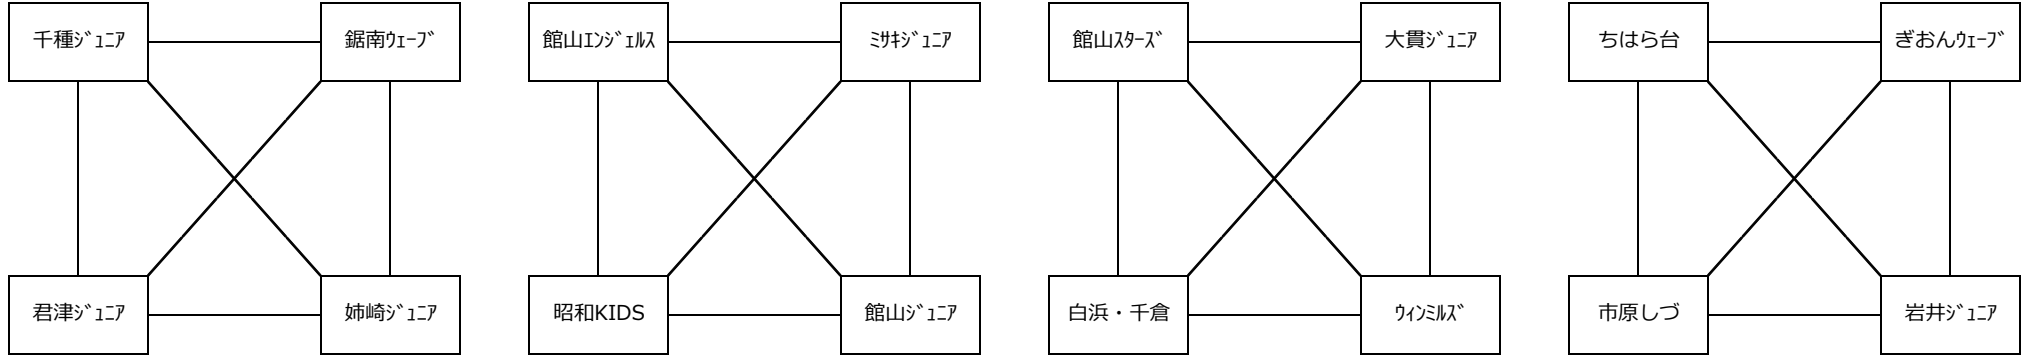 千種ｼﾞｭﾆｱ
鋸南ｳｪｰﾌﾞ
館山ｴﾝｼﾞｪﾙｽ
ﾐｻｷｼﾞｭﾆｱ
館山ｽﾀｰｽﾞ
大貫ｼﾞｭﾆｱ
ちはら台
ぎおんｳｪｰﾌﾞ
君津ｼﾞｭﾆｱ
姉崎ｼﾞｭﾆｱ
昭和KIDS
館山ｼﾞｭﾆｱ
白浜・千倉
ｳｨﾝﾐﾙｽﾞ
市原しづ
岩井ｼﾞｭﾆｱ